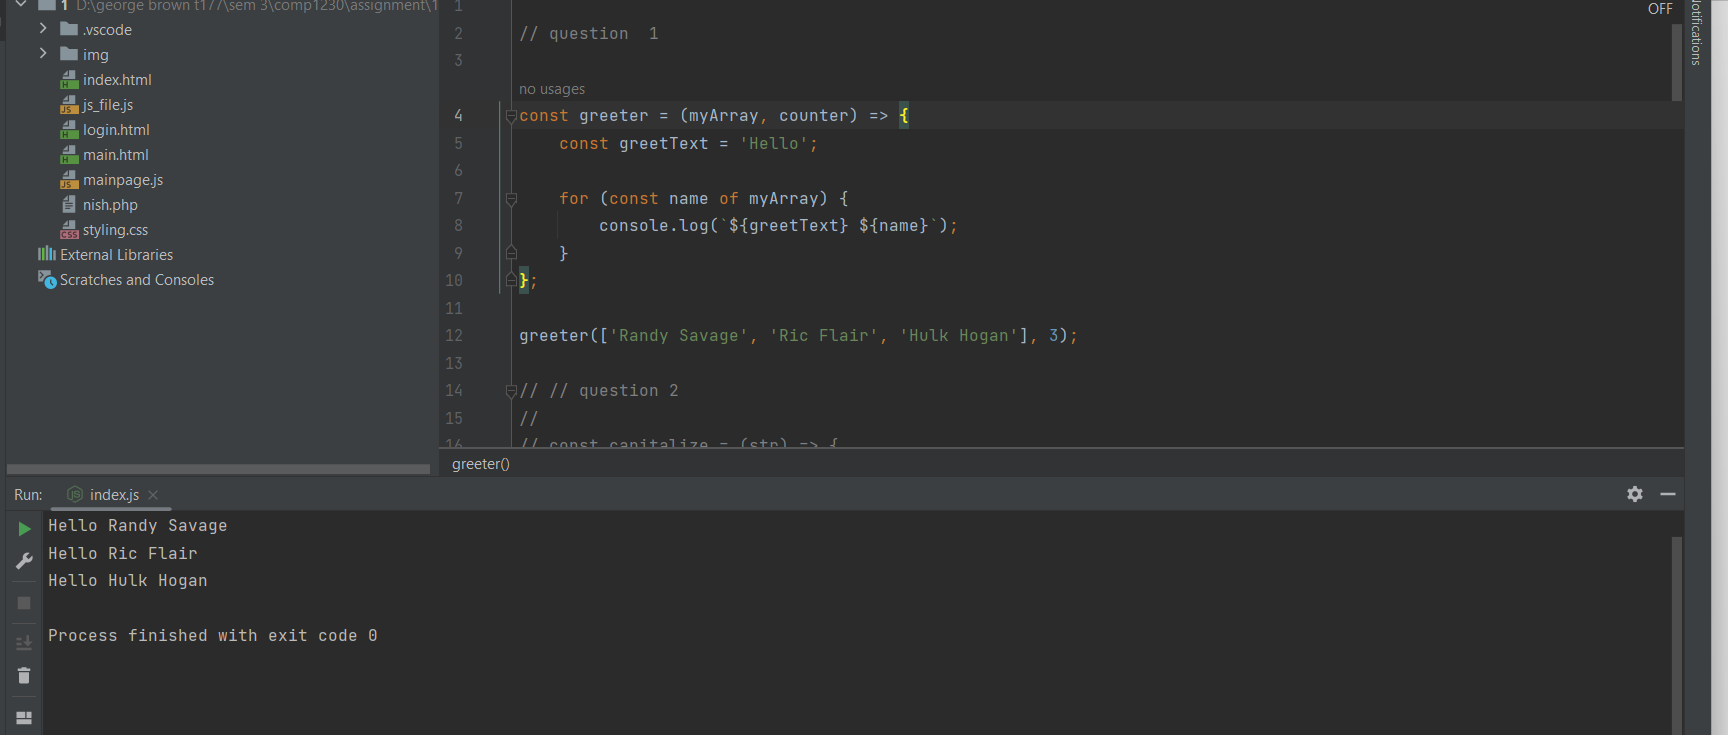 1 D:\george brown t177\sem 3\comp1230\assignment\1
.vscode
img
index.html
js_file.js
login.html
main.html
mainpage.js
nish.php
styling.css
External Libraries
Scratches and Consoles
OFF
Notifications
1
2 // question  1
3
no usages
4 const greeter = (myArray, counter) => {
5     const greetText = 'Hello';
6
7     for (const name of myArray) {
8         console.log(`${greetText} ${name}`);
9     }
10 };
11
12 greeter(['Randy Savage', 'Ric Flair', 'Hulk Hogan'], 3);
13
14 // // question 2
15 //
16 // const capitalize = (str) => {
greeter()
Run: index.js
Hello Randy Savage
Hello Ric Flair
Hello Hulk Hogan
Process finished with exit code 0